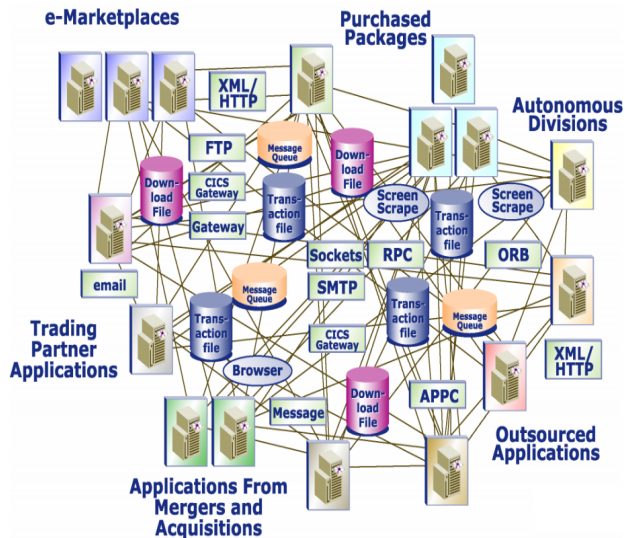 e-Marketplaces
Purchased
Packages
XML/
HTTP
Autonomous
Divisions
FTP
Message
Queue
Down-
load
File
Down-
load
File
CICS
Gateway
Trans-
action
file
Screen
Scrape
Screen
Scrape
Trans-
action
file
Gateway
Sockets
RPC
ORB
email
Message
Queue
SMTP
Trans-
action
file
Trans-
action
file
Message
Queue
Trading
Partner
Applications
CICS
Gateway
XML/
HTTP
Browser
Down-
load
File
APPC
Message
Outsourced
Applications
Applications From
Mergers and
Acquisitions